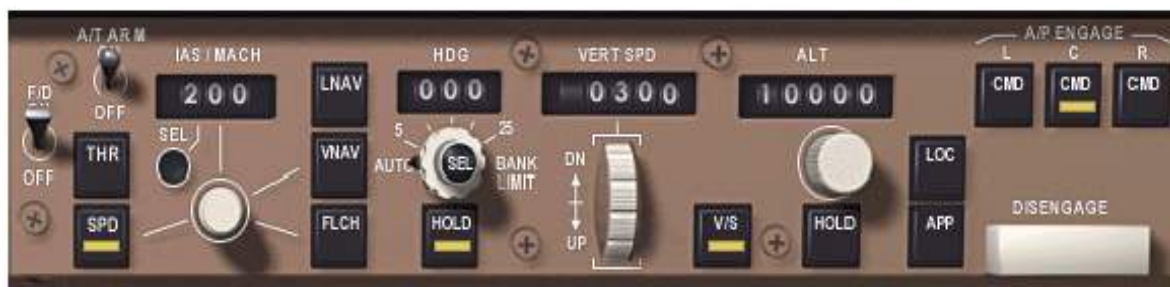 A/T ARM
IAS / MACH
HDG
VERT SPD
ALT
A/P ENGAGE
L C R
200
LNAV
000
0300
10000
CMD
CMD
CMD
F/D
OFF
OFF
SEL
THR
VNAV
5
25
AUTO
SEL
BANK
LIMIT
DN
UP
LOC
SPD
FLCH
HOLD
V/S
HOLD
APP
DISENGAGE